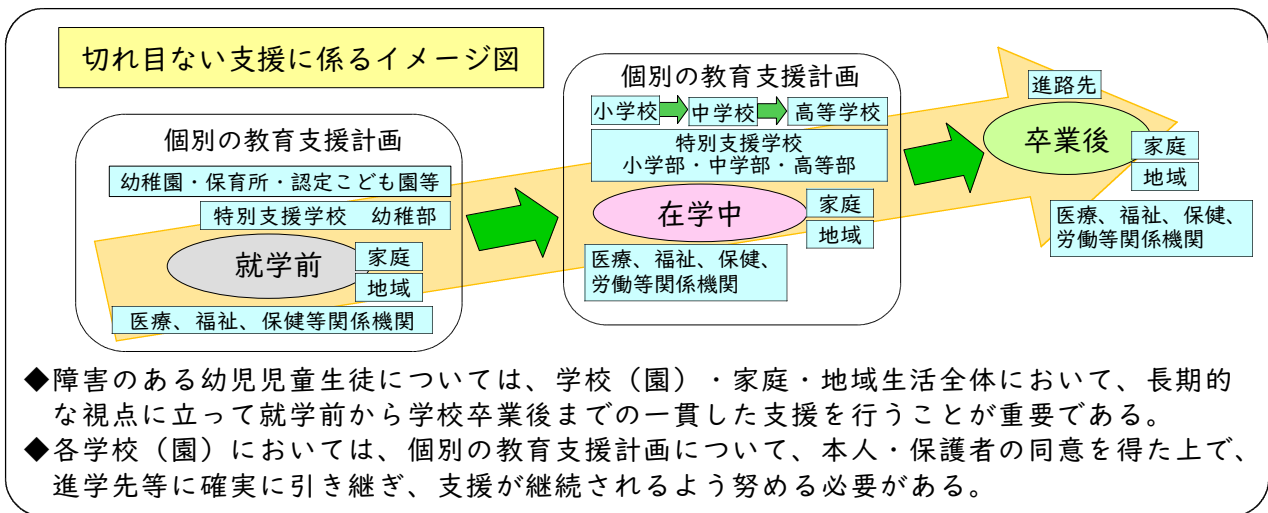 切れ目ない支援に係るイメージ図
個別の教育支援計画
幼稚園・保育所・認定こども園等
特別支援学校　幼稚部
就学前
家庭
地域
医療、福祉、保健等関係機関
個別の教育支援計画
小学校
中学校
高等学校
特別支援学校
小学部・中学部・高等部
在学中
家庭
地域
医療、福祉、保健、
労働等関係機関
進路先
卒業後
家庭
地域
医療、福祉、保健、
労働等関係機関
◆障害のある幼児児童生徒については、学校（園）・家庭・地域生活全体において、長期的
な視点に立って就学前から学校卒業後までの一貫した支援を行うことが重要である。
◆各学校（園）においては、個別の教育支援計画について、本人・保護者の同意を得た上で、
進学先等に確実に引き継ぎ、支援が継続されるよう努める必要がある。